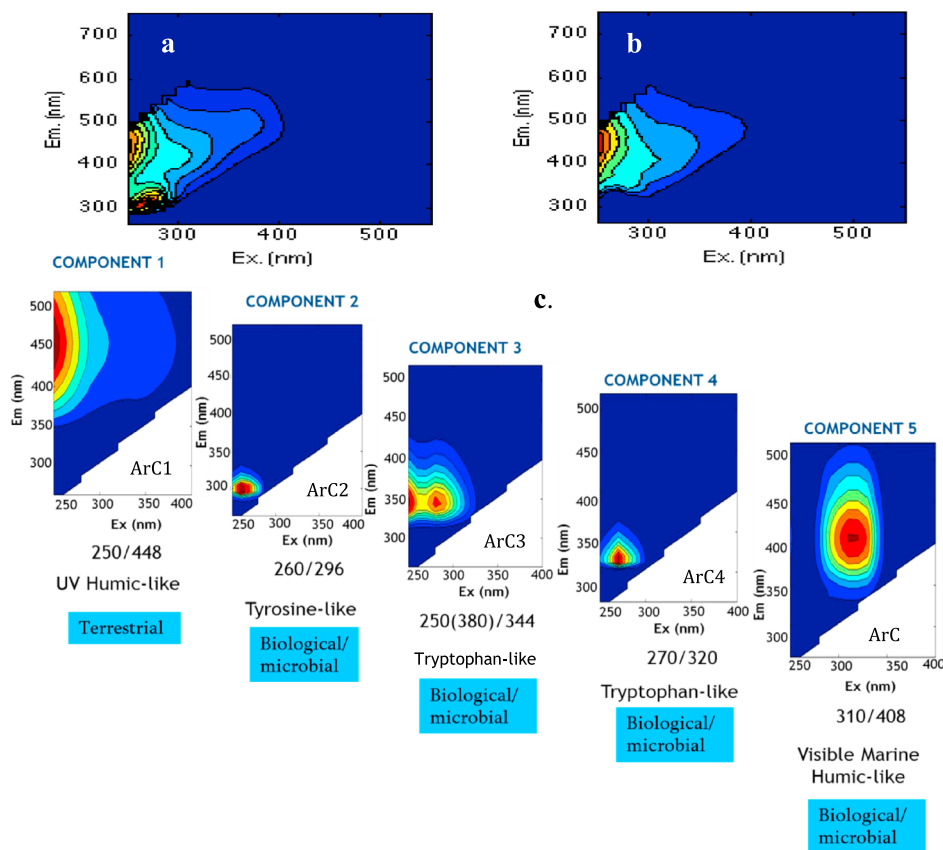 a
750
700
600
500
400
300
Em. (nm)
300
400
500
Ex. (nm)
b
750
700
600
500
400
300
Em. (nm)
300
400
500
Ex. (nm)
c.
COMPONENT 1
500
450
400
350
300
Em (nm)
ArC1
250
300
350
400
Ex (nm)
250/448
UV Humic-like
Terrestrial
COMPONENT 2
500
450
400
350
300
Em (nm)
ArC2
250
300
350
400
Ex (nm)
260/296
Tyrosine-like
Biological/
microbial
COMPONENT 3
500
450
400
350
300
Em (nm)
ArC3
250
300
350
400
Ex (nm)
250(380)/344
Tryptophan-like
Biological/
microbial
COMPONENT 4
500
450
400
350
300
Em (nm)
ArC4
250
300
350
400
Ex (nm)
270/320
Tryptophan-like
Biological/
microbial
COMPONENT 5
500
450
400
350
300
Em (nm)
ArC
250
300
350
400
Ex (nm)
310/408
Visible Marine
Humic-like
Biological/
microbial